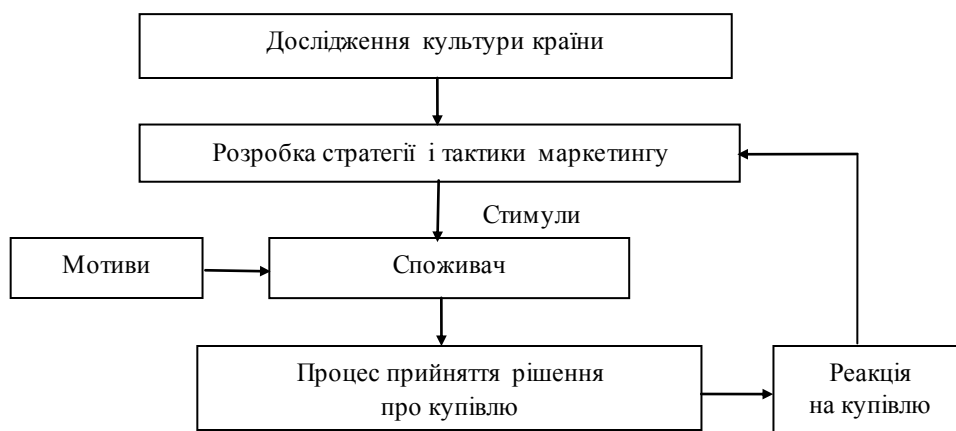 Дослідження культури країни
Розробка стратегії і тактики маркетингу
Стимули
Мотиви
Споживач
Процес прийняття рішення
про купівлю
Реакція
на купівлю